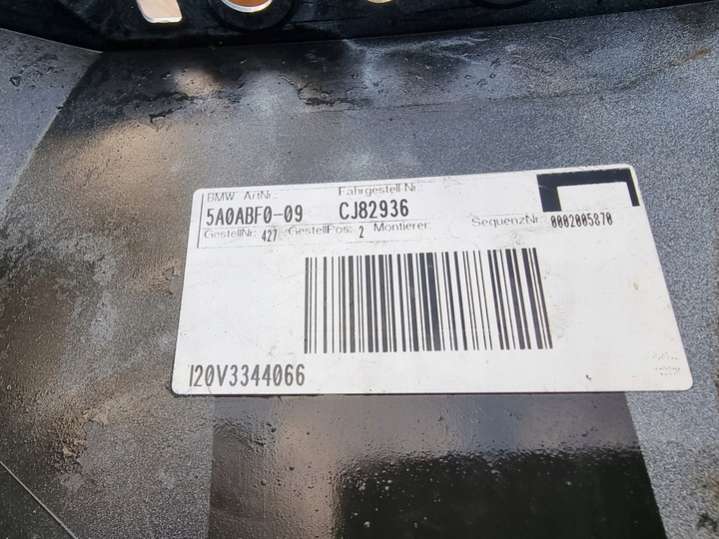 BMW ArtNr.: Fahrgestell Nr.
5A0ABF0-09 CJ82936
GestellNr: 427 GestellPos: 2 Montierer: SequenzNr. 0002005870
I20V3344066